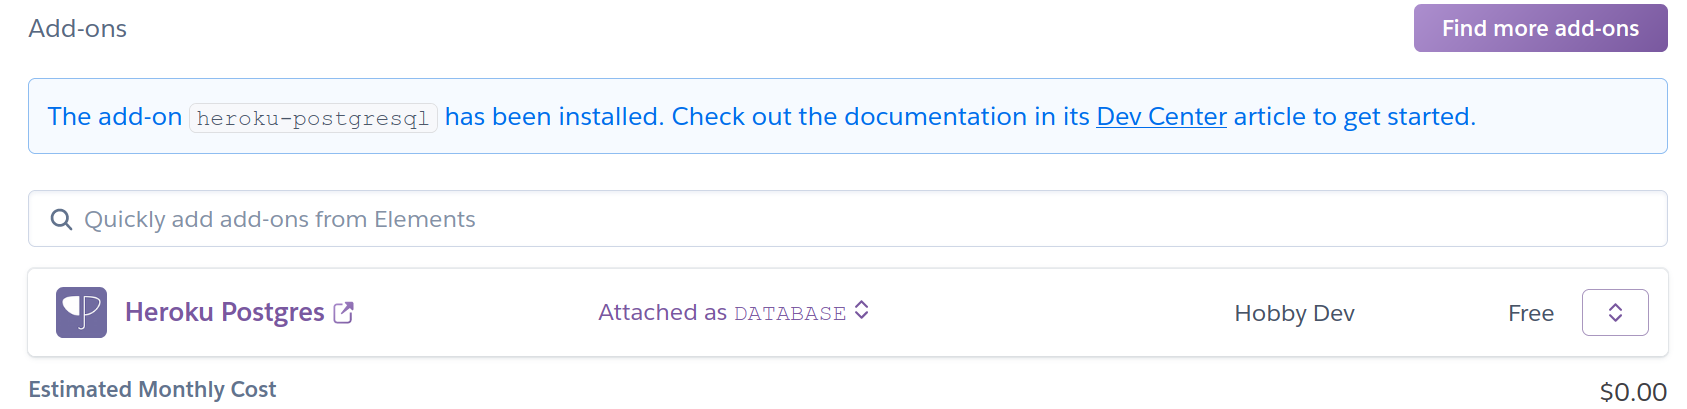 Add-ons
Find more add-ons
The add-on heroku-postgresql has been installed. Check out the documentation in its Dev Center article to get started.
Quickly add add-ons from Elements
Heroku Postgres Attached as DATABASE Hobby Dev Free
Estimated Monthly Cost $0.00